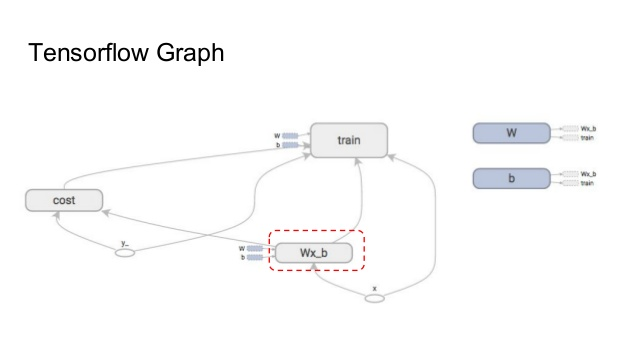 Tensorflow Graph
W
b
train
W
Wx_b
train
b
Wx_b
train
cost
y_
W
b
Wx_b
x